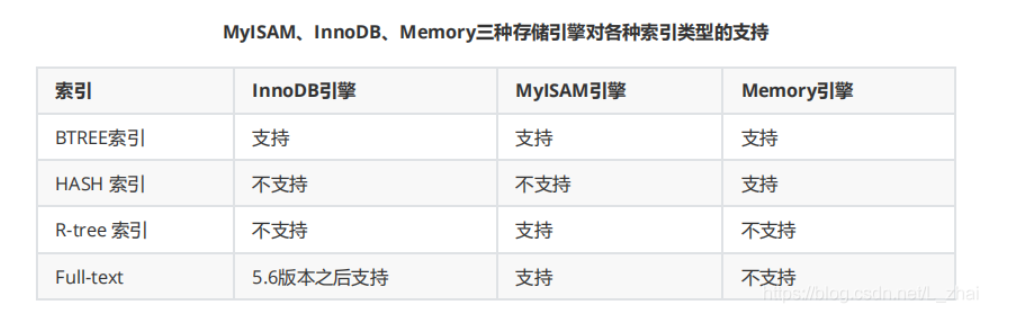 MyISAM、InnoDB、Memory三种存储引擎对各种索引类型的支持
索引 InnoDB引擎 MyISAM引擎 Memory引擎
BTREE索引 支持 支持 支持
HASH 索引 不支持 不支持 支持
R-tree 索引 不支持 支持 不支持
Full-text 5.6版本之后支持 支持 不支持
https://blog.csdn.net/L_zhai